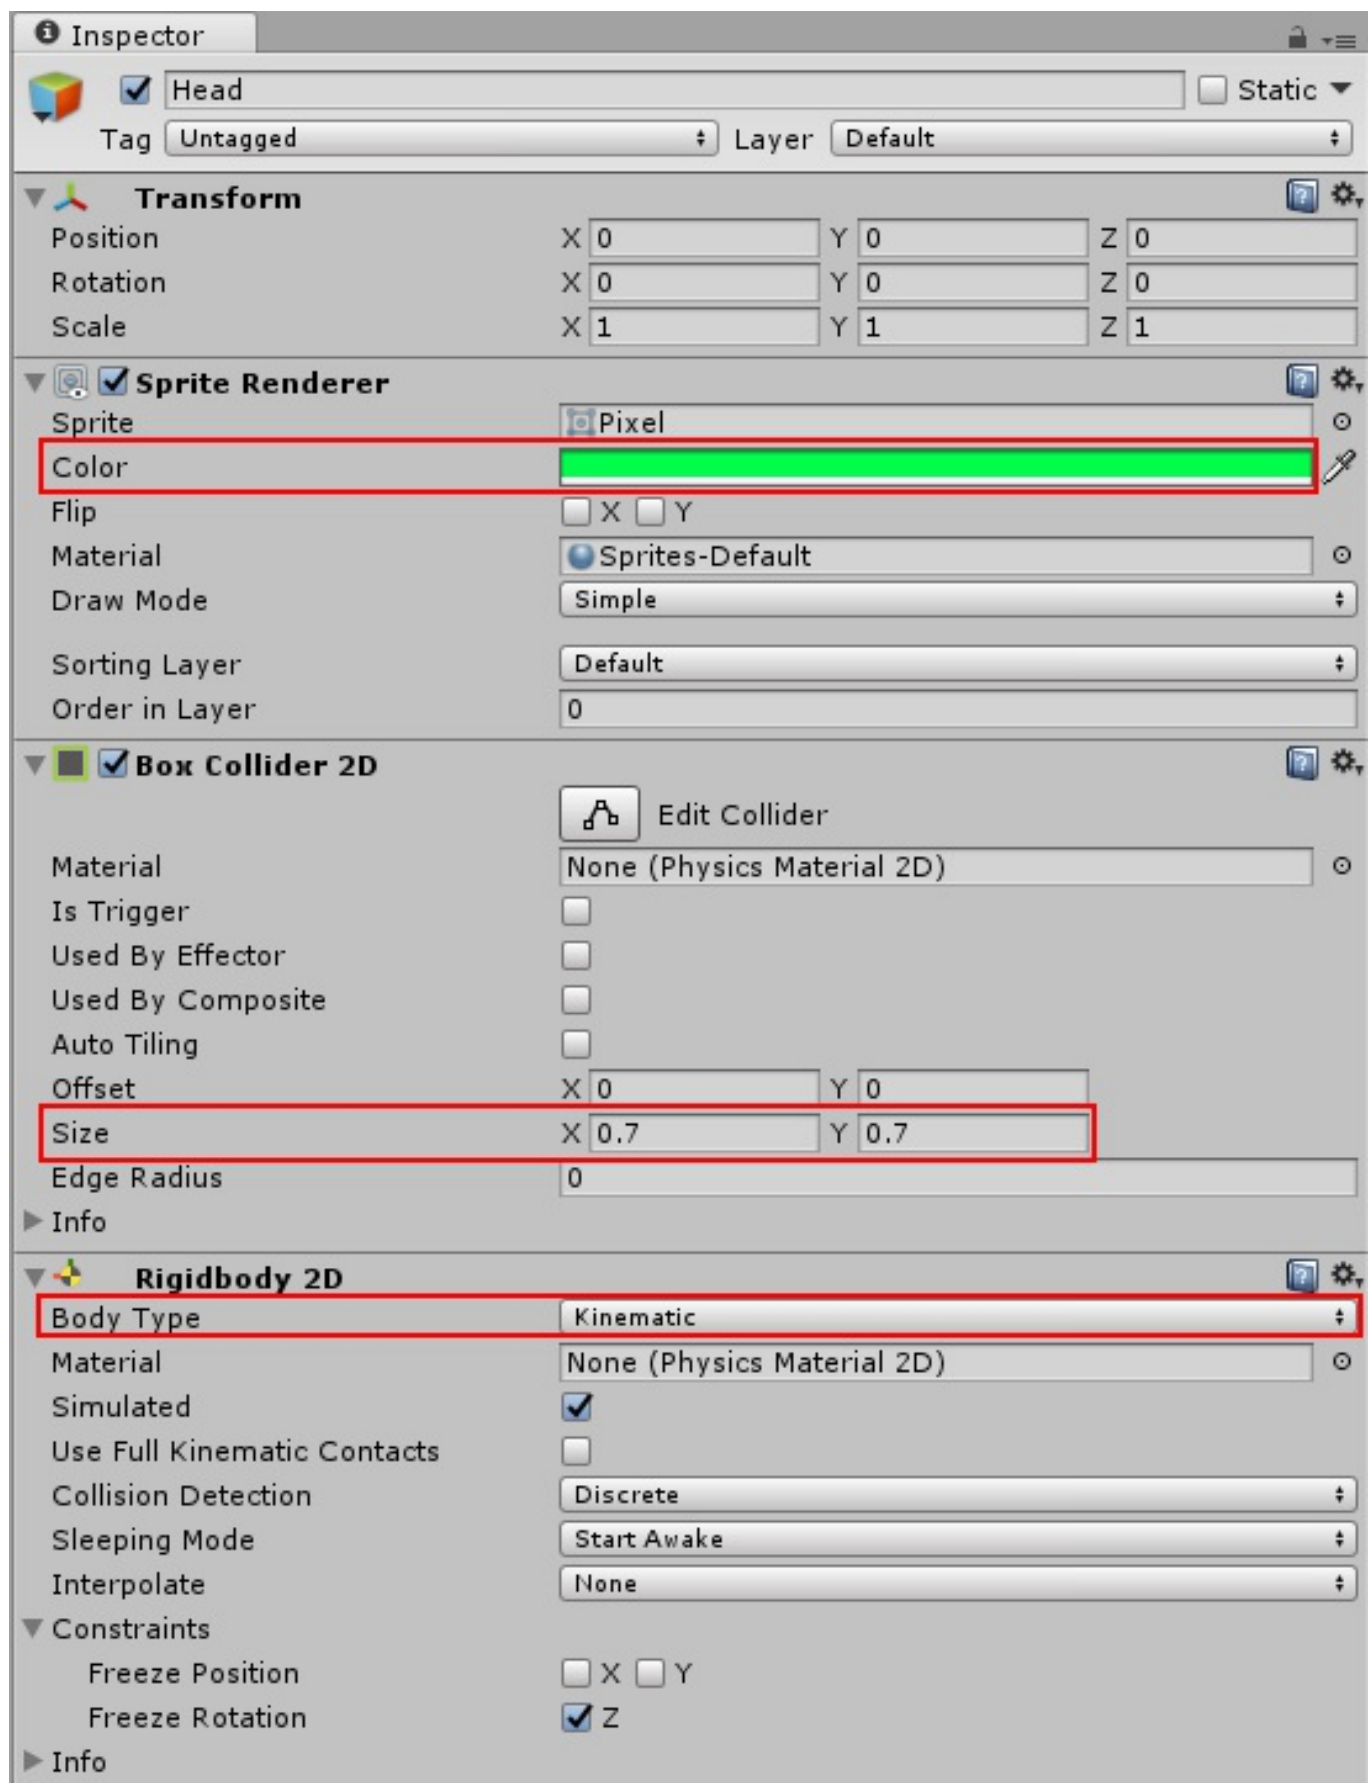 Inspector
Head Static
Tag Untagged Layer Default
Transform
Position X 0 Y 0 Z 0
Rotation X 0 Y 0 Z 0
Scale X 1 Y 1 Z 1
Sprite Renderer
Sprite Pixel
Color
Flip X Y
Material Sprites-Default
Draw Mode Simple
Sorting Layer Default
Order in Layer 0
Box Collider 2D
Edit Collider
Material None (Physics Material 2D)
Is Trigger
Used By Effector
Used By Composite
Auto Tiling
Offset X 0 Y 0
Size X 0.7 Y 0.7
Edge Radius 0
Info
Rigidbody 2D
Body Type Kinematic
Material None (Physics Material 2D)
Simulated
Use Full Kinematic Contacts
Collision Detection Discrete
Sleeping Mode Start Awake
Interpolate None
Constraints
Freeze Position X Y
Freeze Rotation Z
Info